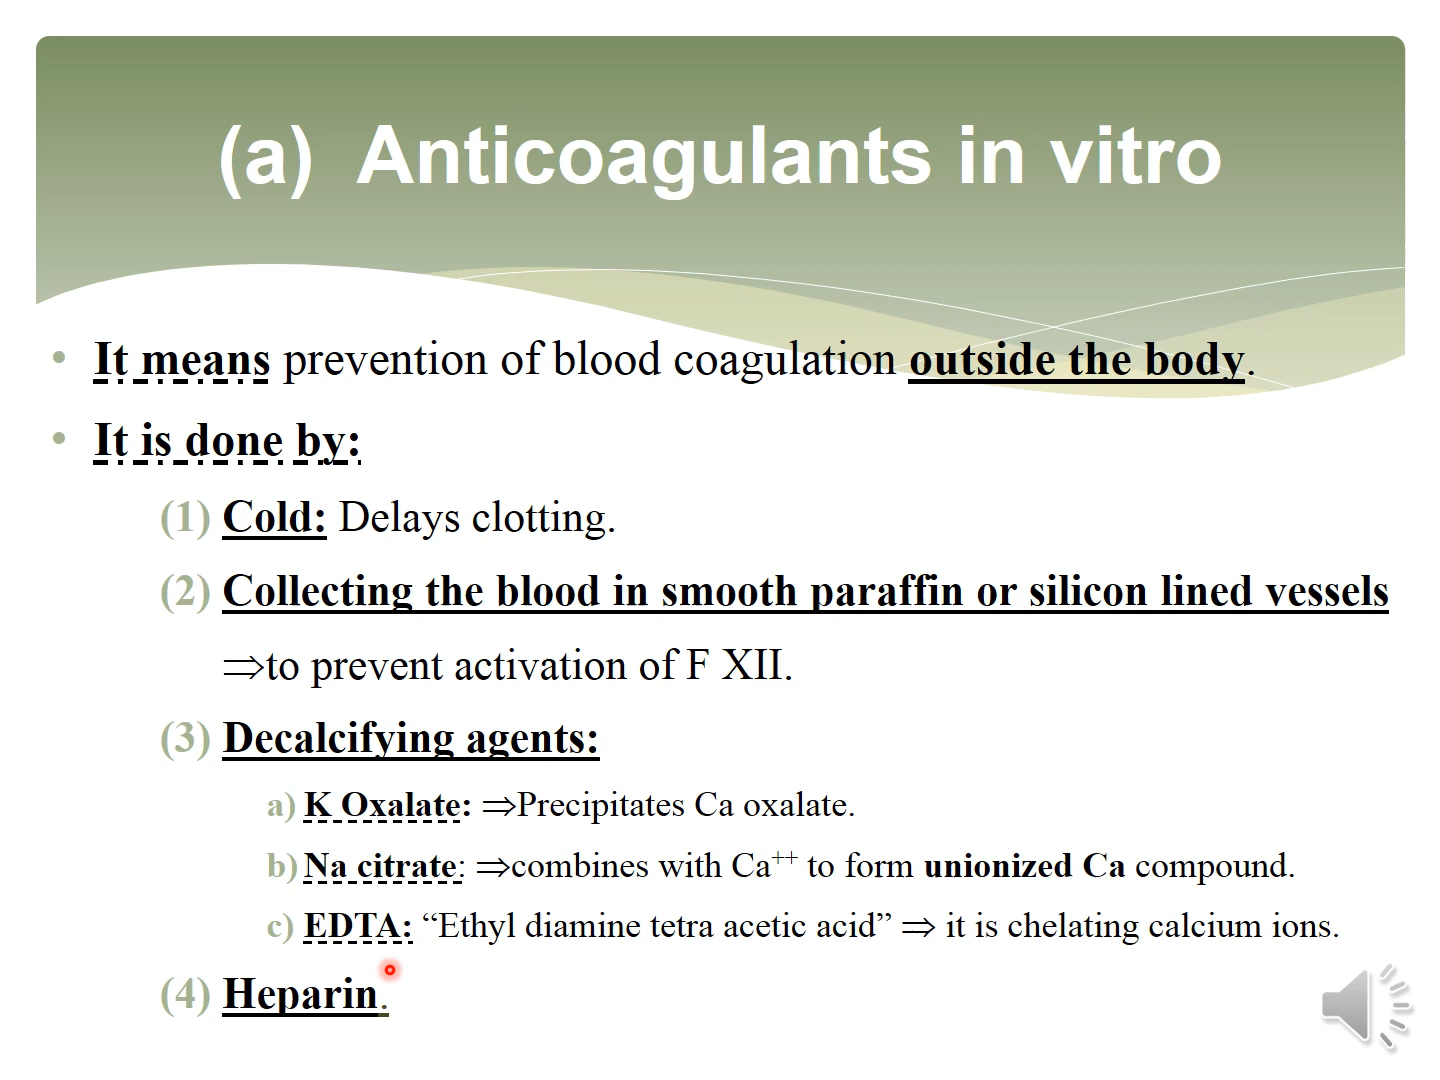 (a) Anticoagulants in vitro
• It means prevention of blood coagulation outside the body.
• It is done by:
(1) Cold: Delays clotting.
(2) Collecting the blood in smooth paraffin or silicon lined vessels
⇒to prevent activation of F XII.
(3) Decalcifying agents:
a) K Oxalate: ⇒Precipitates Ca oxalate.
b) Na citrate: ⇒combines with Ca⁺⁺ to form unionized Ca compound.
c) EDTA: “Ethyl diamine tetra acetic acid” ⇒ it is chelating calcium ions.
(4) Heparin.